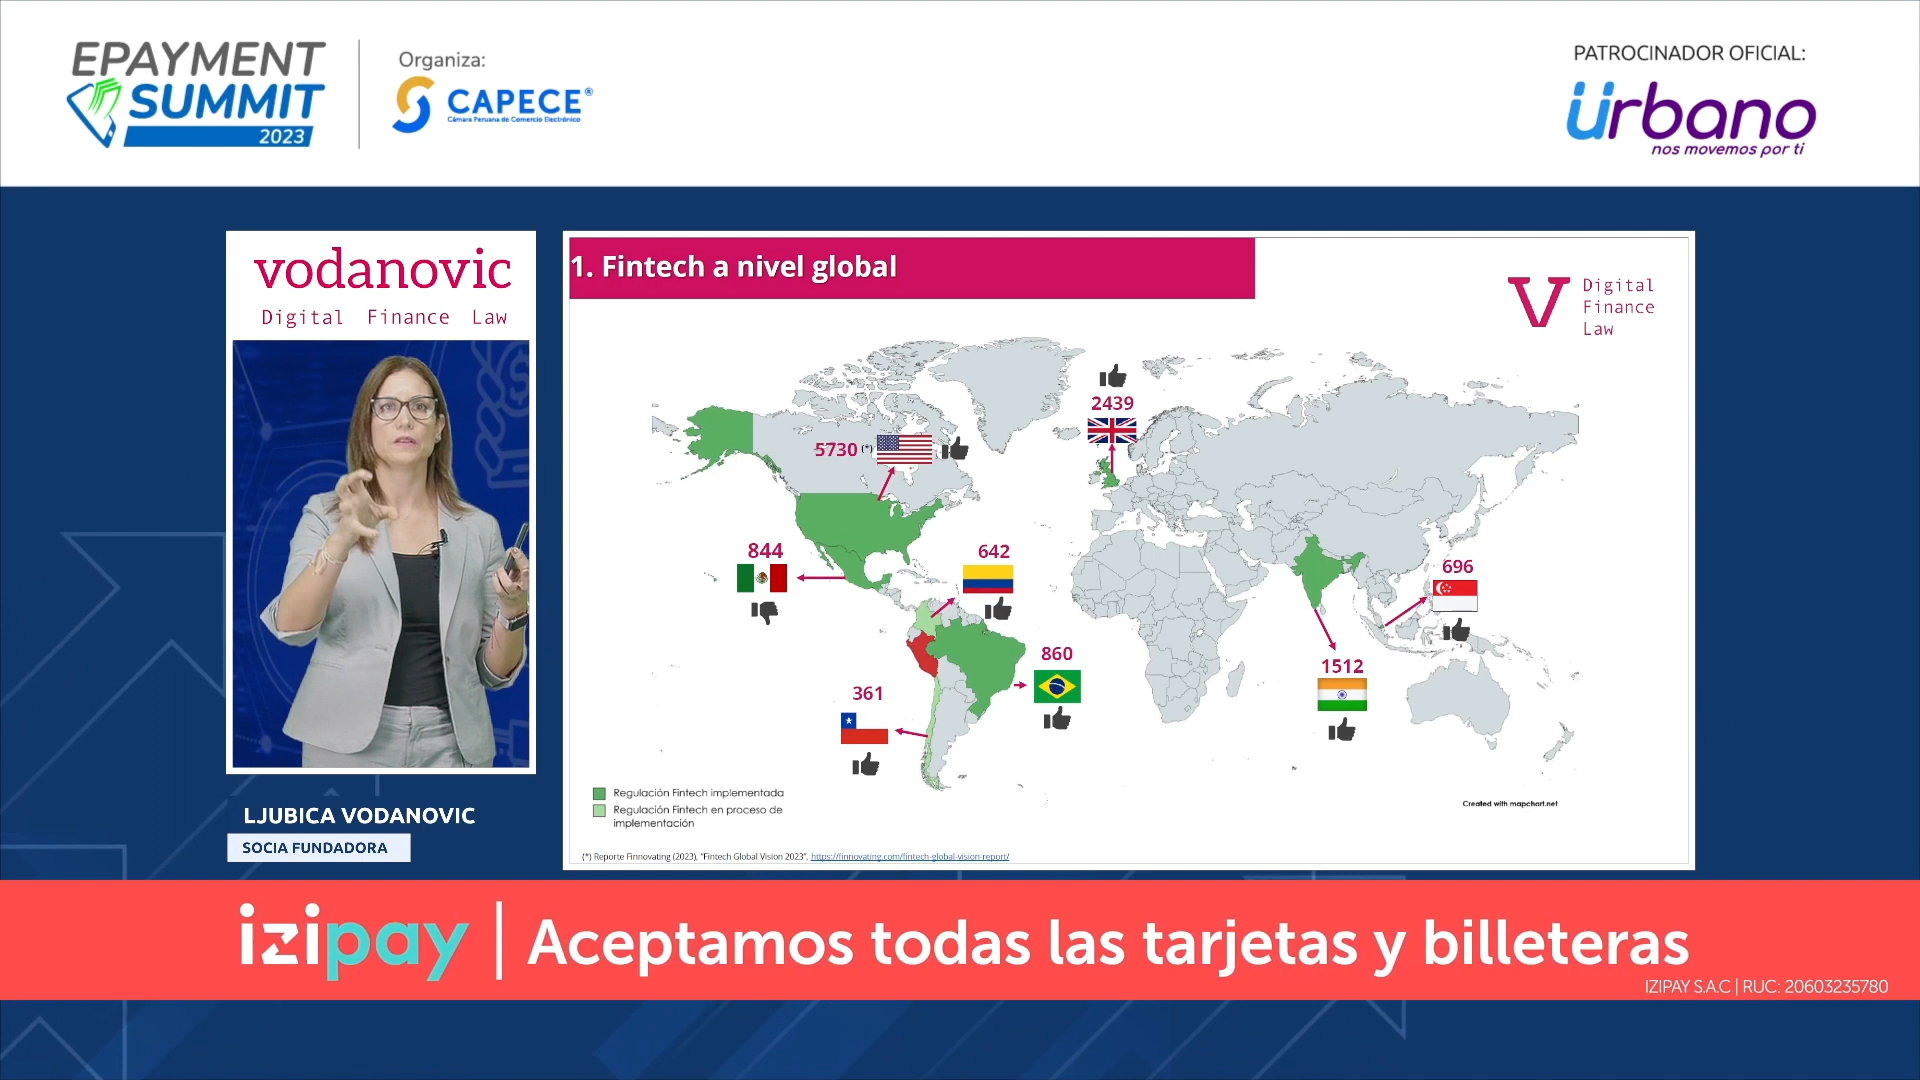 EPAYMENT
SUMMIT
2023
Organiza:
CAPECE®
Cámara Peruana de Comercio Electrónico
PATROCINADOR OFICIAL:
ürbano
nos movemos por ti
vodanovic
Digital Finance Law
LJUBICA VODANOVIC
SOCIA FUNDADORA
1. Fintech a nivel global
V Digital
Finance
Law
2439
5730 (*)
844
642
696
860
1512
361
Regulación Fintech implementada
Regulación Fintech en proceso de
implementación
Created with mapchart.net
(*) Reporte Finnovating (2023), “Fintech Global Vision 2023”, https://finnovating.com/fintech-global-vision-report/
izipay | Aceptamos todas las tarjetas y billeteras
IZIPAY S.A.C | RUC: 20603235780